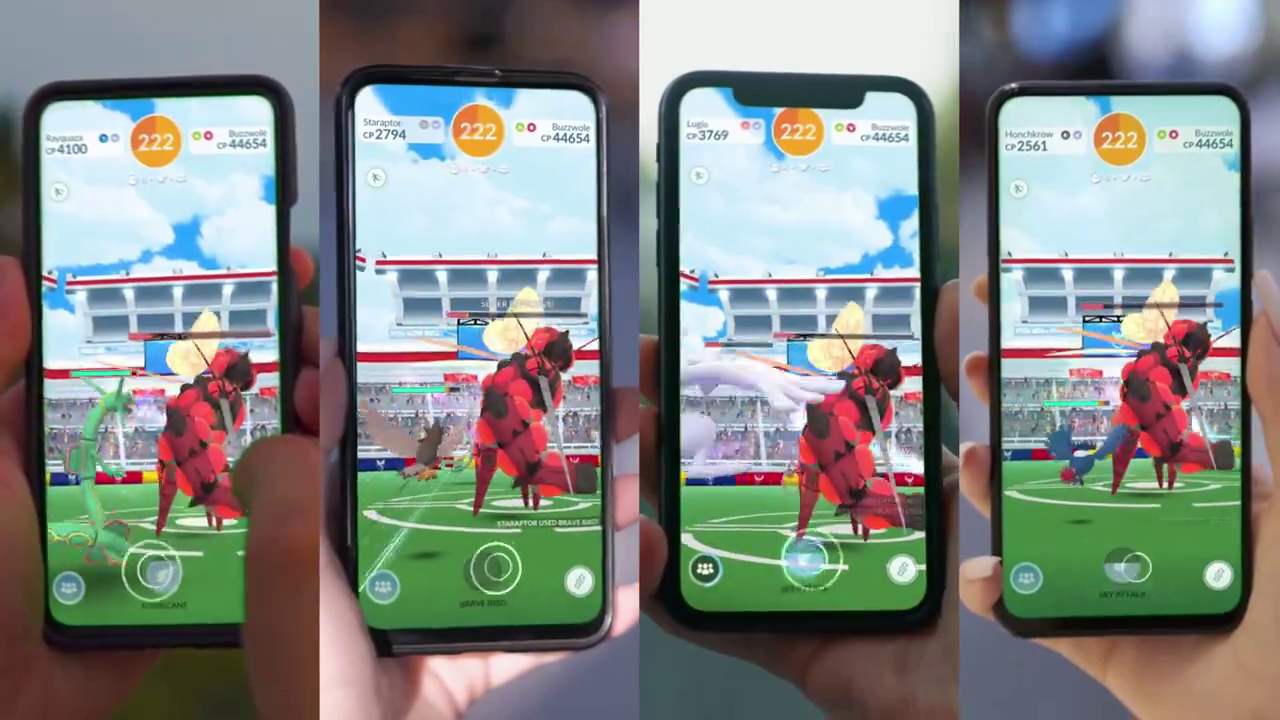 Rayquaza
CP4100
222
Buzzwole
CP44654
HURRICANE
Staraptor
CP2794
222
Buzzwole
CP44654
SUPER EFFECTIVE!
STARAPTOR USED BRAVE BIRD!
BRAVE BIRD
Lugia
CP3769
222
Buzzwole
CP44654
Honchkrow
CP2561
222
Buzzwole
CP44654
SKY ATTACK